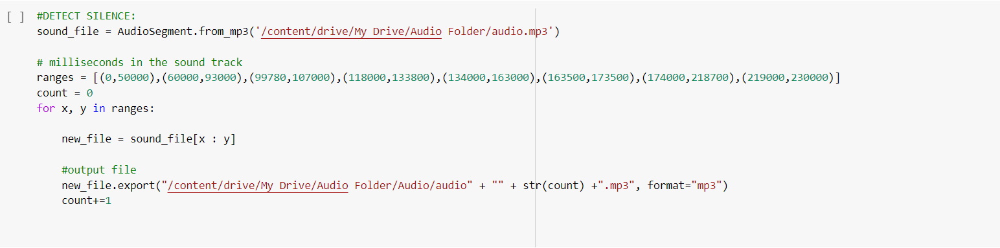 [ ] #DETECT SILENCE:
sound_file = AudioSegment.from_mp3('/content/drive/My Drive/Audio Folder/audio.mp3')
# milliseconds in the sound track
ranges = [(0,50000),(60000,93000),(99780,107000),(118000,133800),(134000,163000),(163500,173500),(174000,218700),(219000,230000)]
count = 0
for x, y in ranges:
    new_file = sound_file[x : y]
    #output file
    new_file.export("/content/drive/My Drive/Audio Folder/Audio/audio" + "" + str(count) +".mp3", format="mp3")
    count+=1